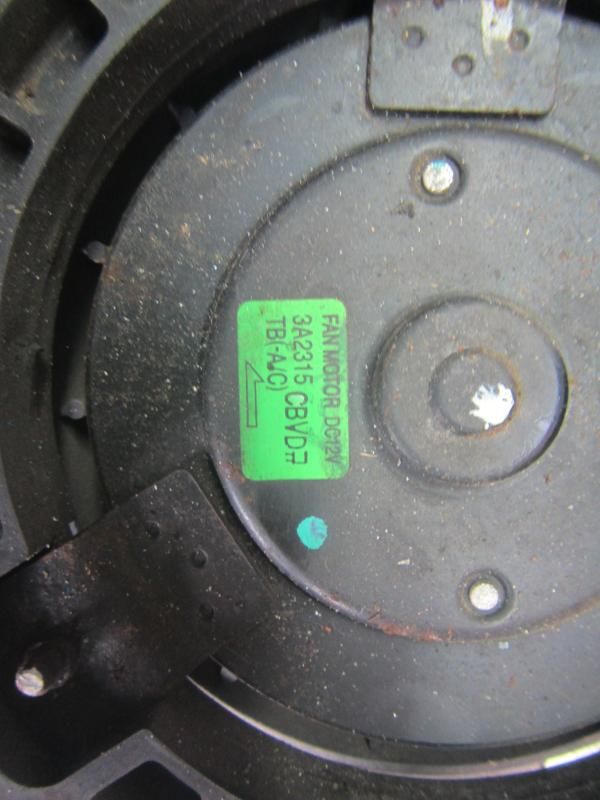 FAN MOTOR DC12V
3A2315 CBVD
TB(-A/C)